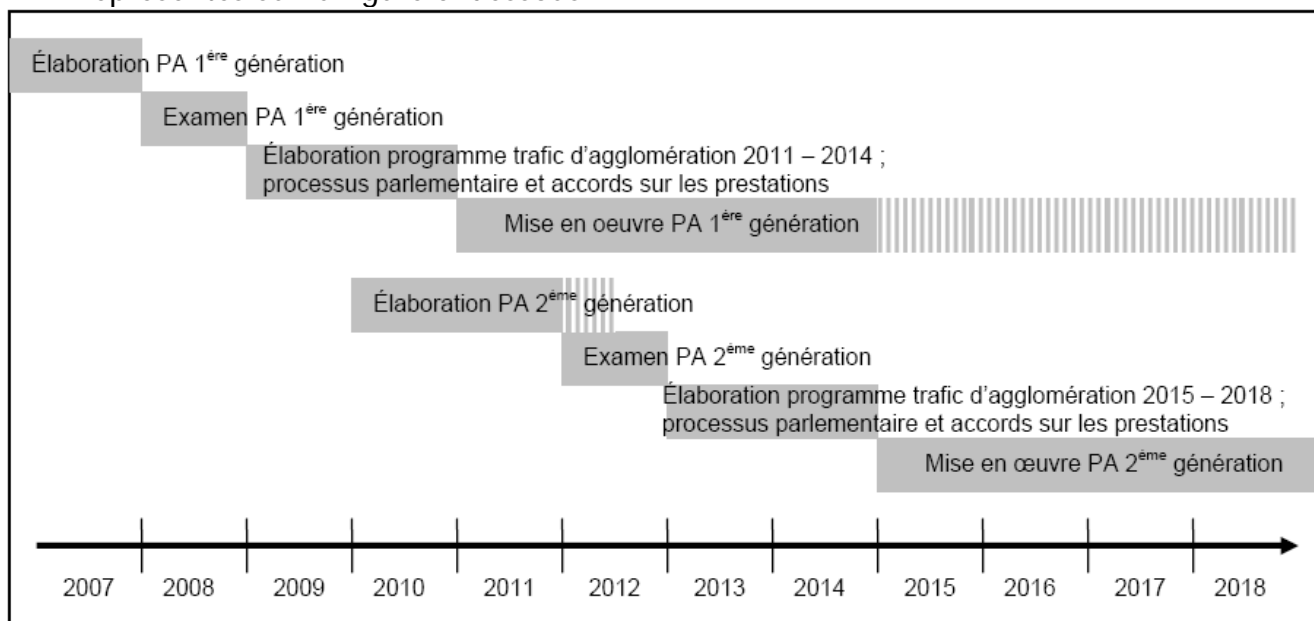 Élaboration PA 1ère génération
Examen PA 1ère génération
Élaboration programme trafic d'agglomération 2011 – 2014 ;
processus parlementaire et accords sur les prestations
Mise en oeuvre PA 1ère génération
Élaboration PA 2ème génération
Examen PA 2ème génération
Élaboration programme trafic d'agglomération 2015 – 2018 ;
processus parlementaire et accords sur les prestations
Mise en œuvre PA 2ème génération
2007 2008 2009 2010 2011 2012 2013 2014 2015 2016 2017 2018